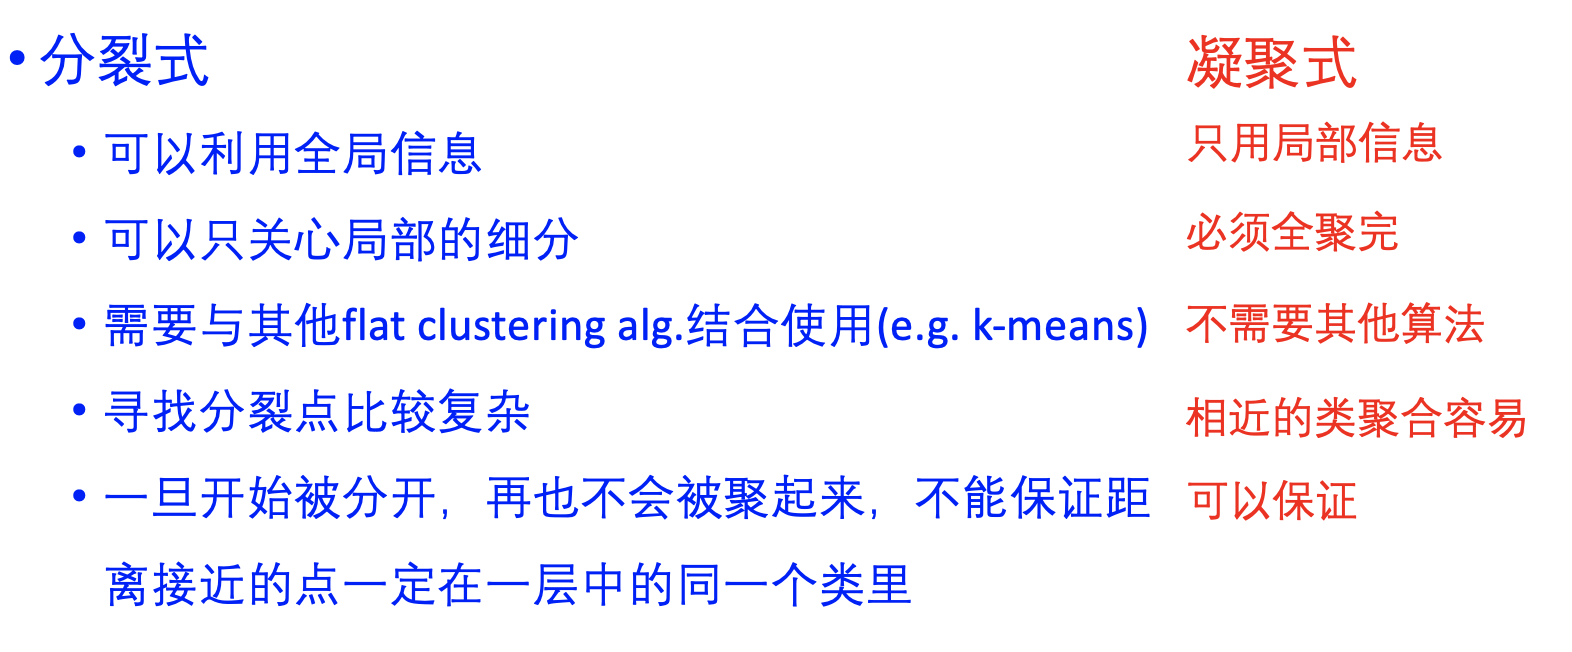 • 分裂式 凝聚式
• 可以利用全局信息 只用局部信息
• 可以只关心局部的细分 必须全聚完
• 需要与其他flat clustering alg.结合使用(e.g. k-means) 不需要其他算法
• 寻找分裂点比较复杂 相近的类聚合容易
• 一旦开始被分开，再也不会被聚起来，不能保证距 可以保证
离接近的点一定在一层中的同一个类里